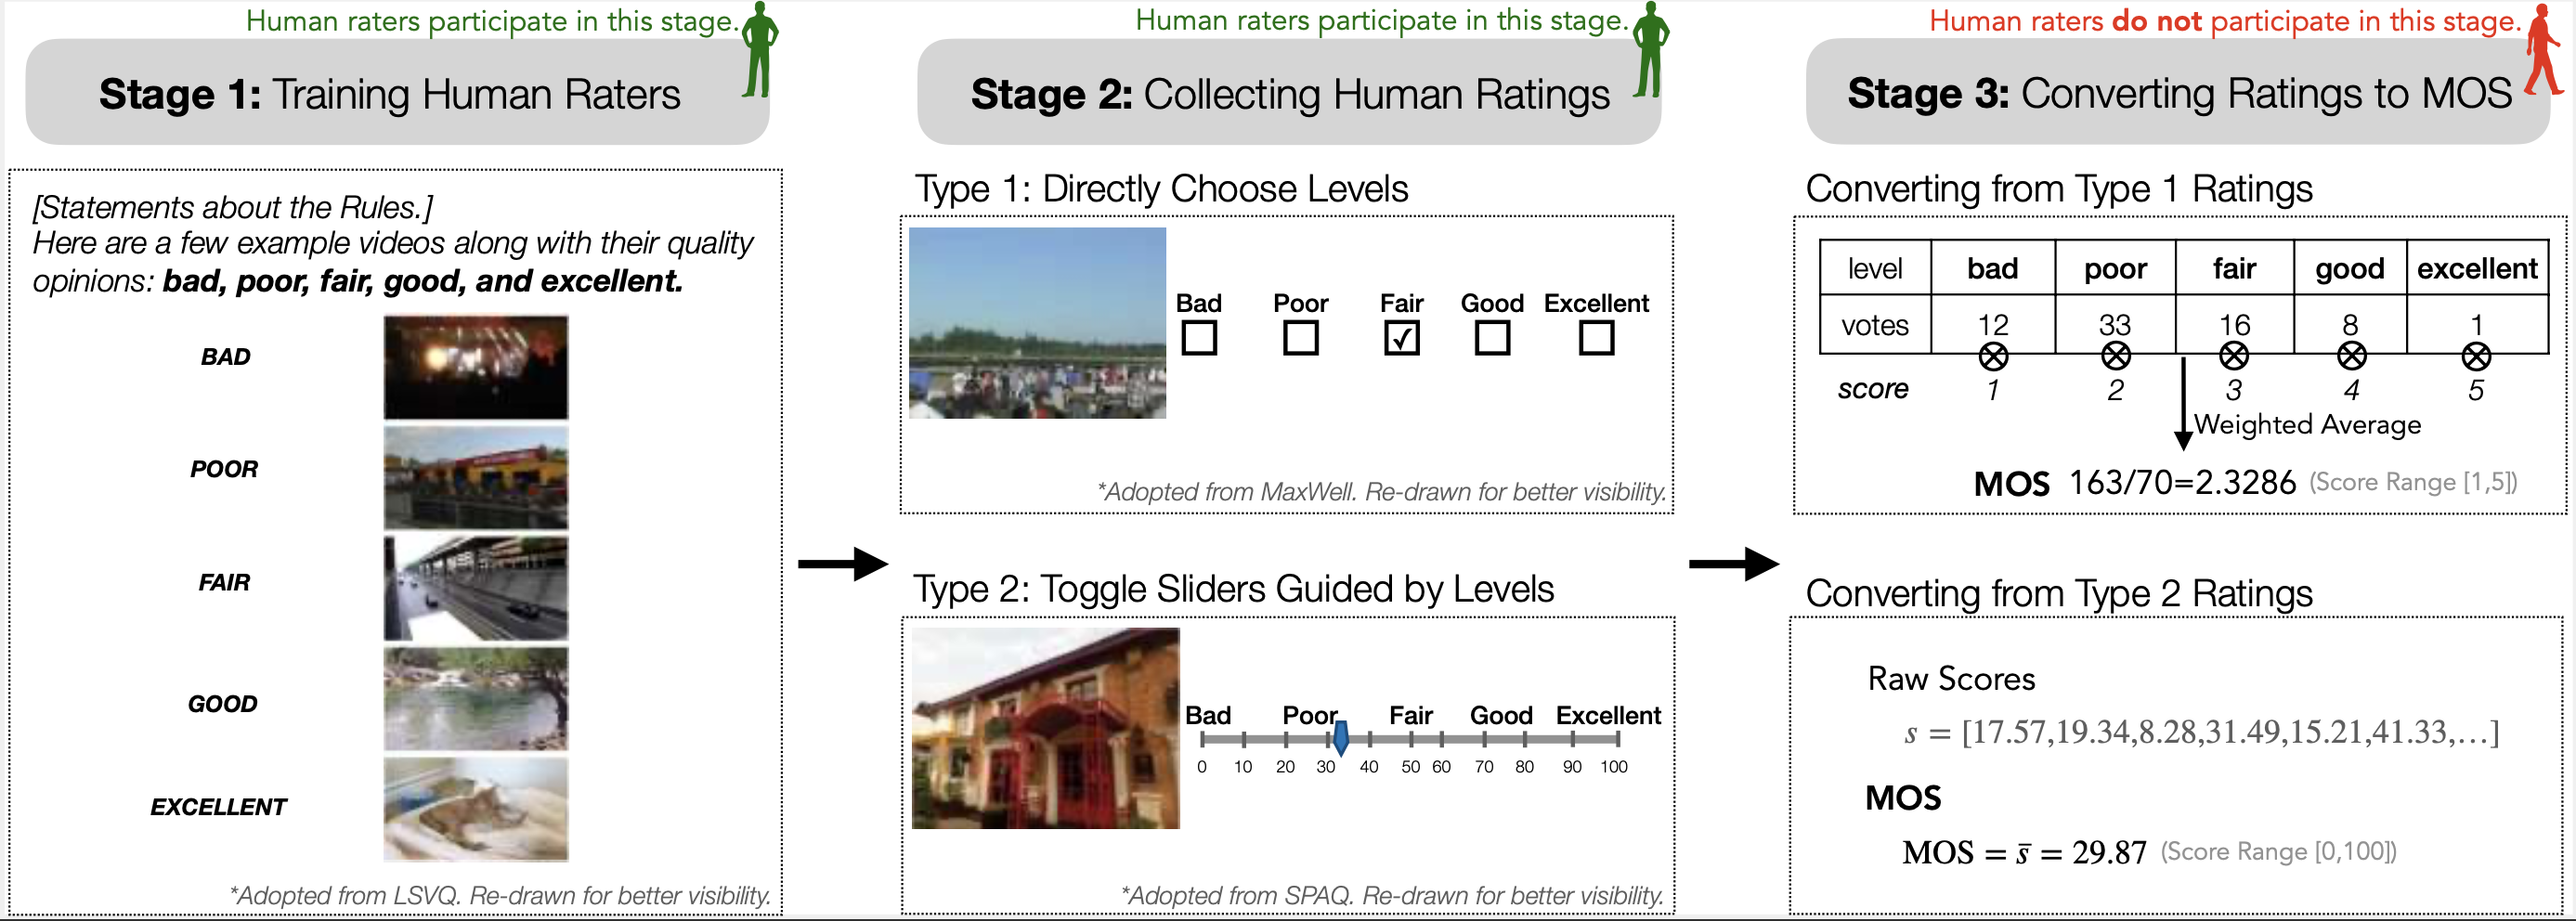 Human raters participate in this stage.
Stage 1: Training Human Raters
[Statements about the Rules.]
Here are a few example videos along with their quality
opinions: bad, poor, fair, good, and excellent.
BAD
POOR
FAIR
GOOD
EXCELLENT
*Adopted from LSVQ. Re-drawn for better visibility.
Human raters participate in this stage.
Stage 2: Collecting Human Ratings
Type 1: Directly Choose Levels
Bad Poor Fair Good Excellent
✓
*Adopted from MaxWell. Re-drawn for better visibility.
Type 2: Toggle Sliders Guided by Levels
Bad Poor Fair Good Excellent
0 10 20 30 40 50 60 70 80 90 100
*Adopted from SPAQ. Re-drawn for better visibility.
Human raters do not participate in this stage.
Stage 3: Converting Ratings to MOS
Converting from Type 1 Ratings
level bad poor fair good excellent
votes 12 33 16 8 1
score 1 2 3 4 5
Weighted Average
MOS 163/70=2.3286 (Score Range [1,5])
Converting from Type 2 Ratings
Raw Scores
s = [17.57,19.34,8.28,31.49,15.21,41.33,…]
MOS
MOS = s̄ = 29.87 (Score Range [0,100])